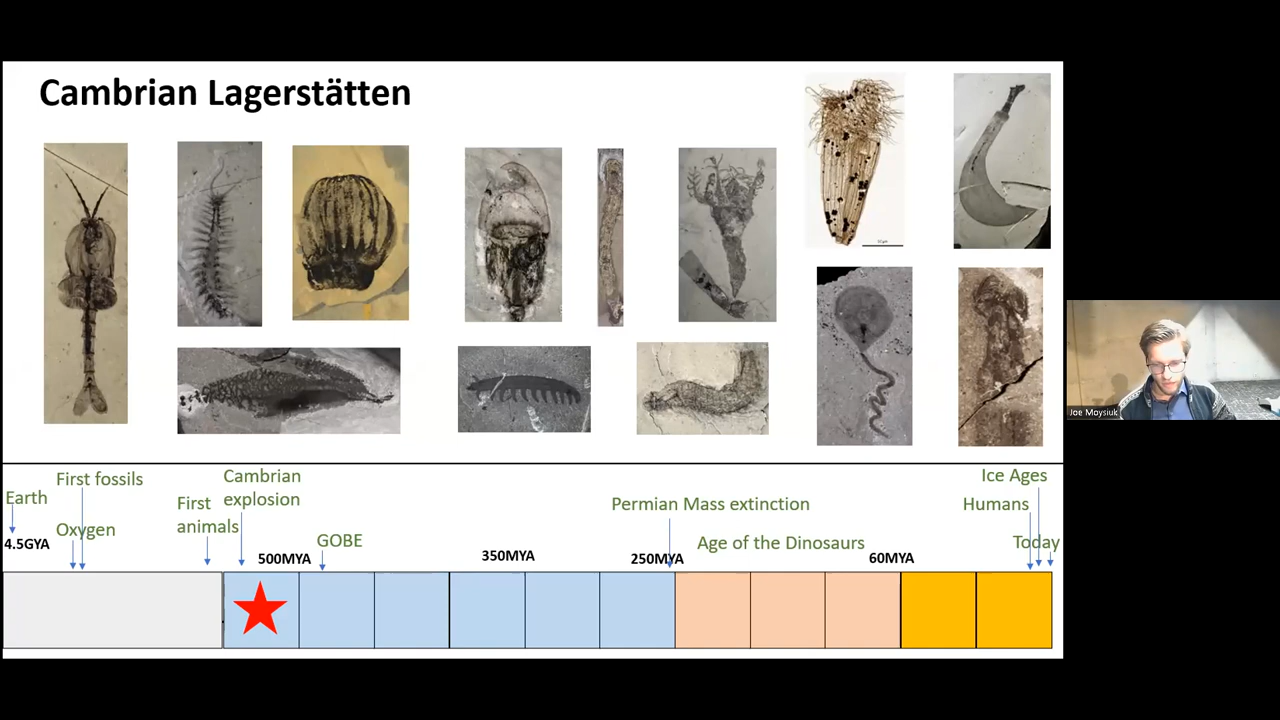 Cambrian Lagerstätten
Joe Moysiuk
First fossils
Cambrian
explosion
Ice Ages
Earth
First
animals
Permian Mass extinction
Humans
Oxygen
4.5GYA
500MYA
GOBE
350MYA
250MYA
Age of the Dinosaurs
60MYA
Today